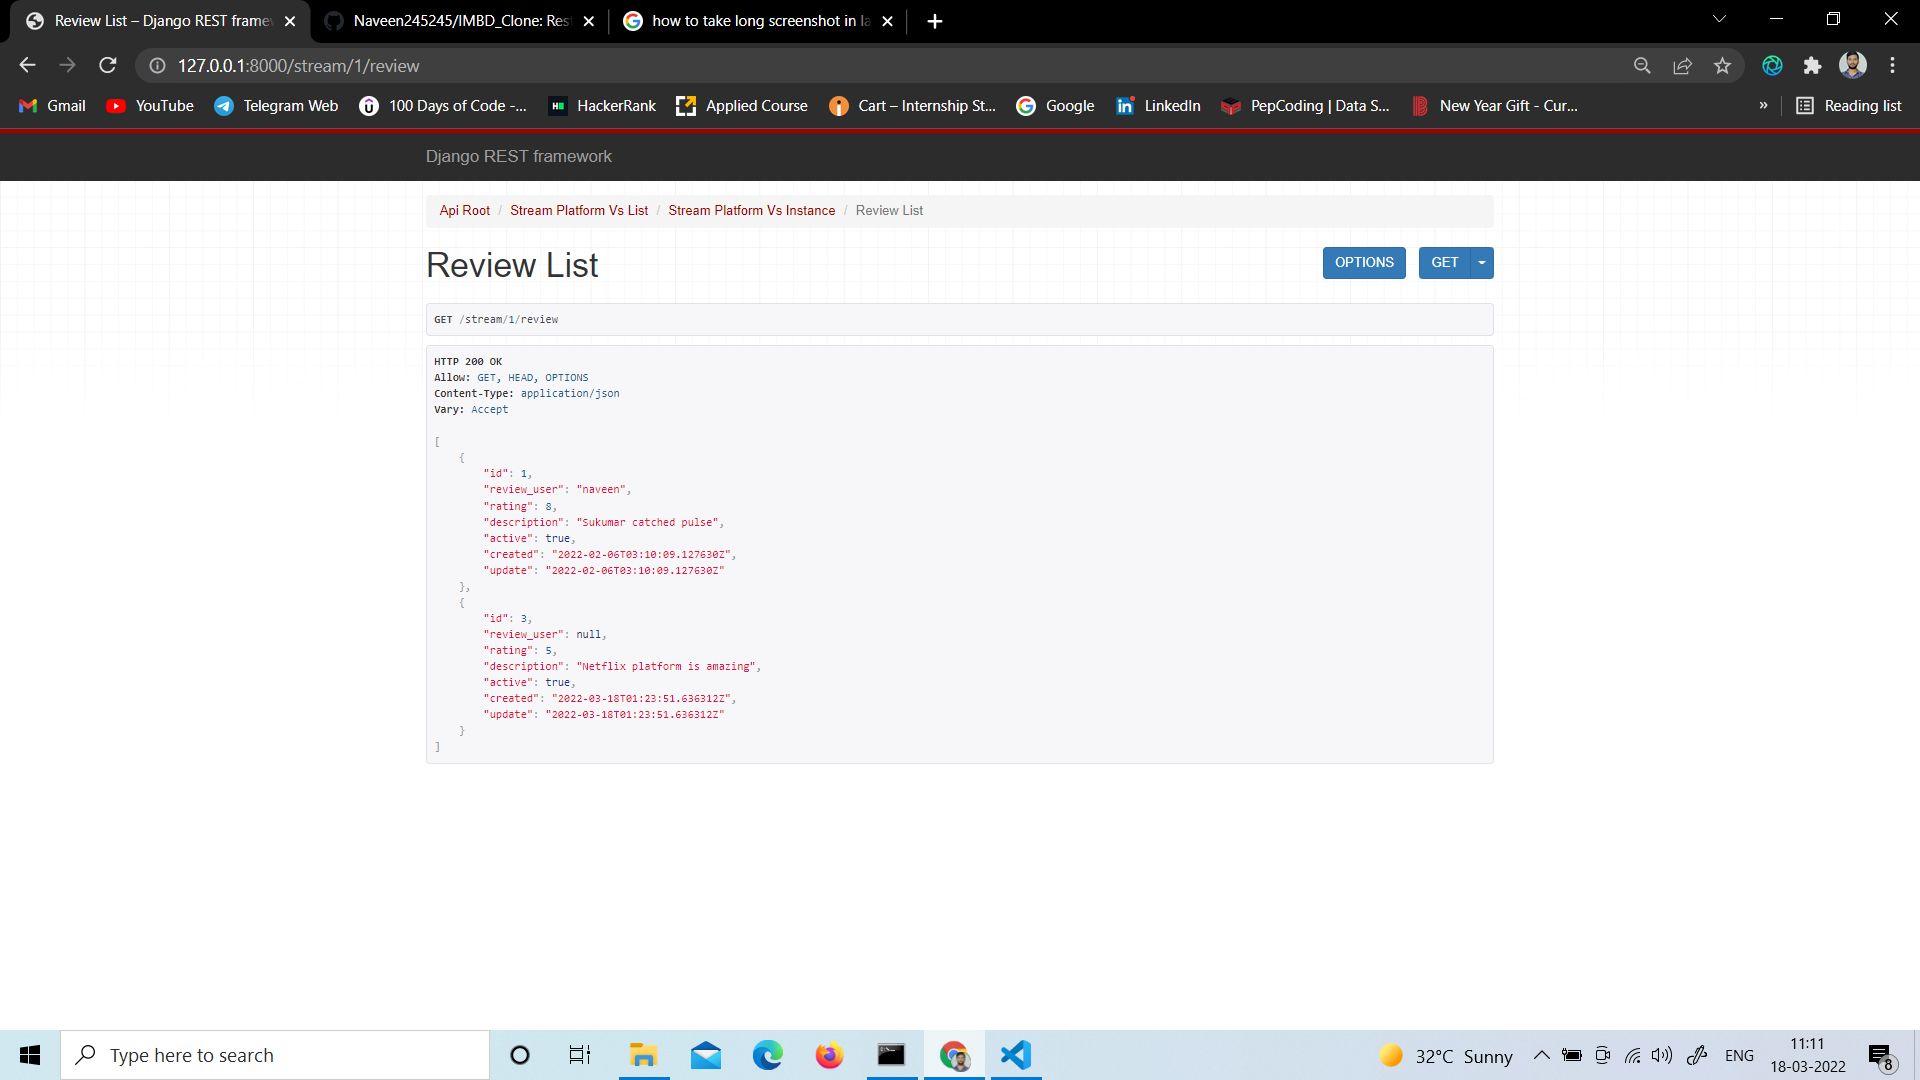 Review List – Django REST frame
Naveen245245/IMBD_Clone: Res
how to take long screenshot in la
127.0.0.1:8000/stream/1/review
Gmail YouTube Telegram Web 100 Days of Code -... HackerRank Applied Course Cart – Internship St... Google LinkedIn PepCoding | Data S... New Year Gift - Cur... » Reading list
Django REST framework
Api Root / Stream Platform Vs List / Stream Platform Vs Instance / Review List
Review List
OPTIONS GET
GET /stream/1/review
HTTP 200 OK
Allow: GET, HEAD, OPTIONS
Content-Type: application/json
Vary: Accept
[
{
"id": 1,
"review_user": "naveen",
"rating": 8,
"description": "Sukumar catched pulse",
"active": true,
"created": "2022-02-06T03:10:09.127630Z",
"update": "2022-02-06T03:10:09.127630Z"
},
{
"id": 3,
"review_user": null,
"rating": 5,
"description": "Netflix platform is amazing",
"active": true,
"created": "2022-03-18T01:23:51.636312Z",
"update": "2022-03-18T01:23:51.636312Z"
}
]
Type here to search
32°C Sunny
ENG
11:11
18-03-2022
8